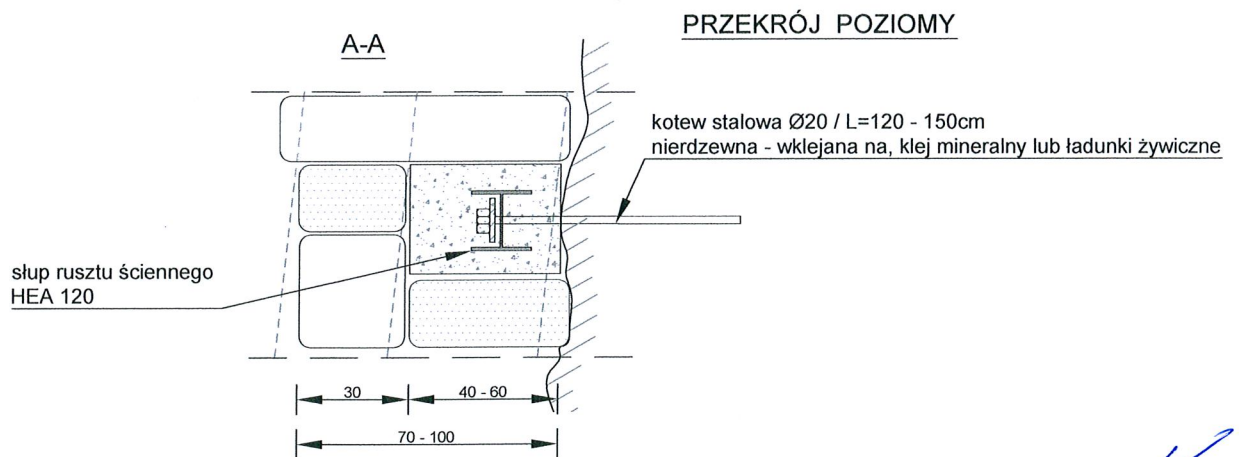 PRZEKRÓJ POZIOMY
A-A
kotew stalowa Ø20 / L=120 - 150cm
nierdzewna - wklejana na, klej mineralny lub ładunki żywiczne
słup rusztu ściennego
HEA 120
30
40 - 60
70 - 100